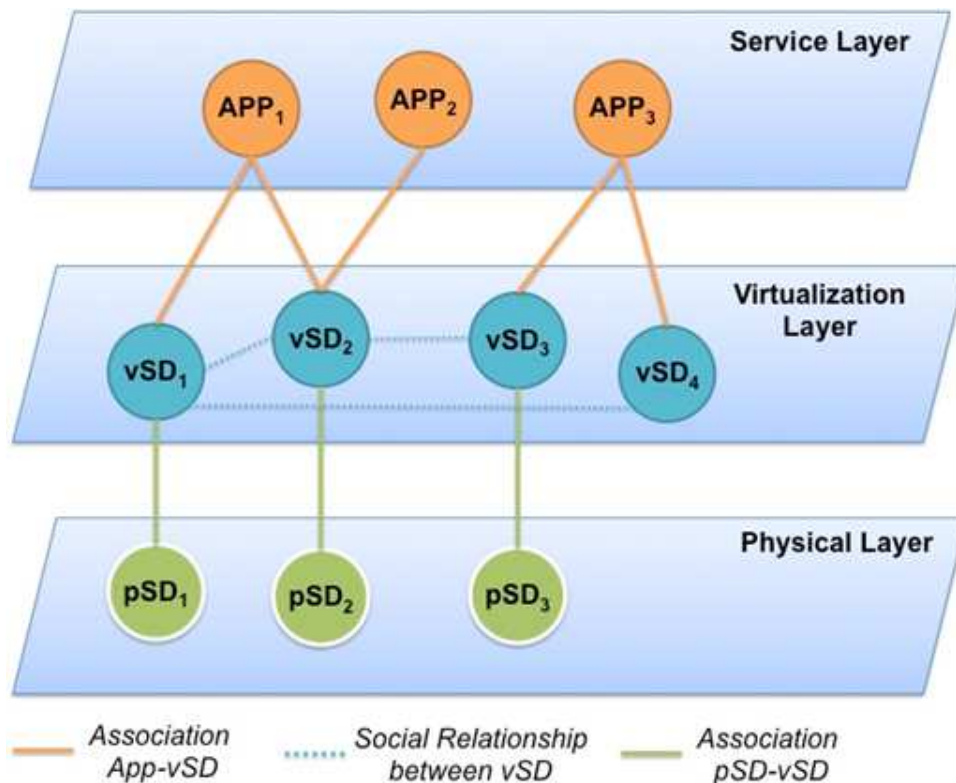 Service Layer
APP₁
APP₂
APP₃
Virtualization
Layer
vSD₁
vSD₂
vSD₃
vSD₄
Physical Layer
pSD₁
pSD₂
pSD₃
Association
App-vSD
Social Relationship
between vSD
Association
pSD-vSD